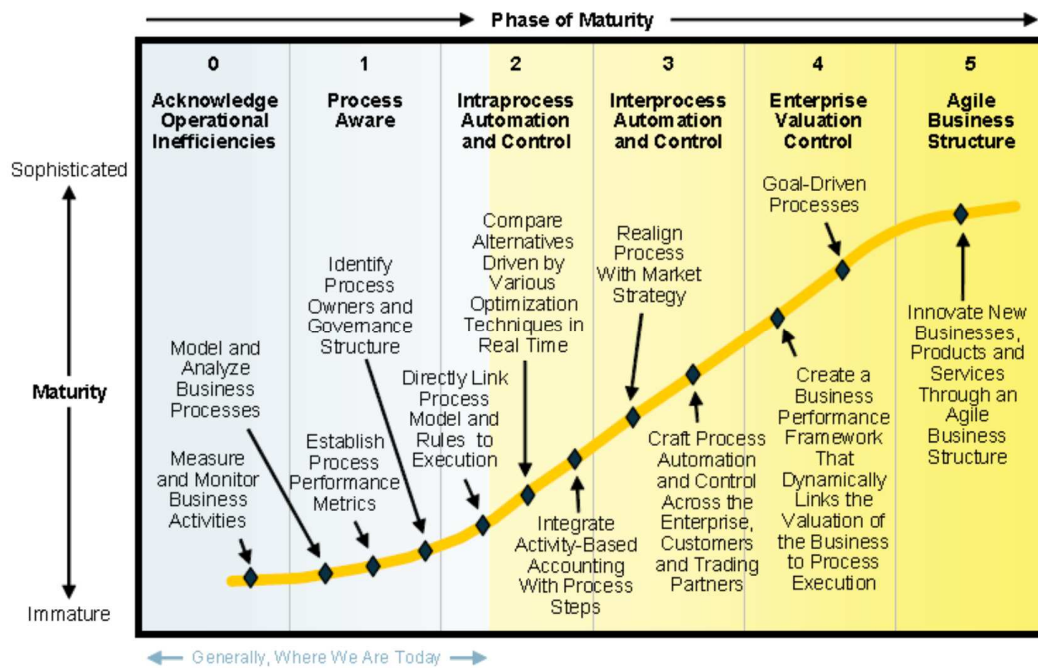 Phase of Maturity
0
Acknowledge
Operational
Inefficiencies
1
Process
Aware
2
Intraprocess
Automation
and Control
3
Interprocess
Automation
and Control
4
Enterprise
Valuation
Control
5
Agile
Business
Structure
Sophisticated
Maturity
Immature
Measure
and Monitor
Business
Activities
Model and
Analyze
Business
Processes
Establish
Process
Performance
Metrics
Identify
Process
Owners and
Governance
Structure
Directly Link
Process
Model and
Rules to
Execution
Compare
Alternatives
Driven by
Various
Optimization
Techniques in
Real Time
Integrate
Activity-Based
Accounting
With Process
Steps
Realign
Process
With Market
Strategy
Craft Process
Automation
and Control
Across the
Enterprise,
Customers
and Trading
Partners
Create a
Business
Performance
Framework
That
Dynamically
Links the
Valuation of
the Business
to Process
Execution
Goal-Driven
Processes
Innovate New
Businesses,
Products and
Services
Through an
Agile
Business
Structure
Generally, Where We Are Today